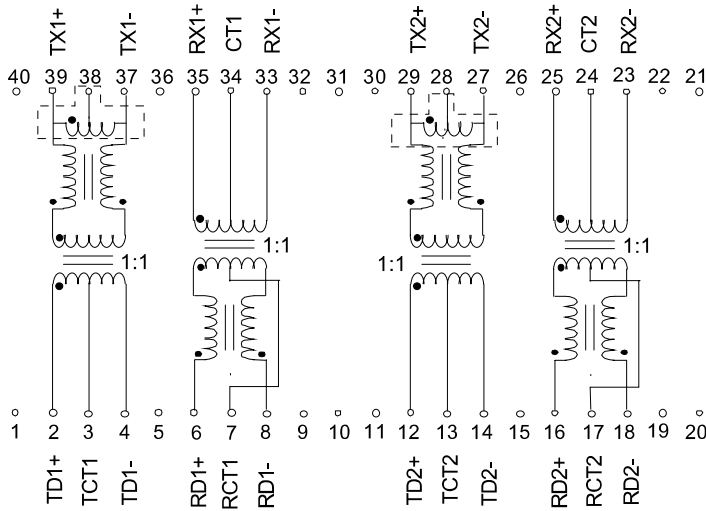 TX1+ TX1- RX1+ CT1 RX1- TX2+ TX2- RX2+ CT2 RX2-
40 39 38 37 36 35 34 33 32 31 30 29 28 27 26 25 24 23 22 21
1:1 1:1 1:1 1:1
1 2 3 4 5 6 7 8 9 10 11 12 13 14 15 16 17 18 19 20
TD1+ TCT1 TD1- RD1+ RCT1 RD1- TD2+ TCT2 TD2- RD2+ RCT2 RD2-